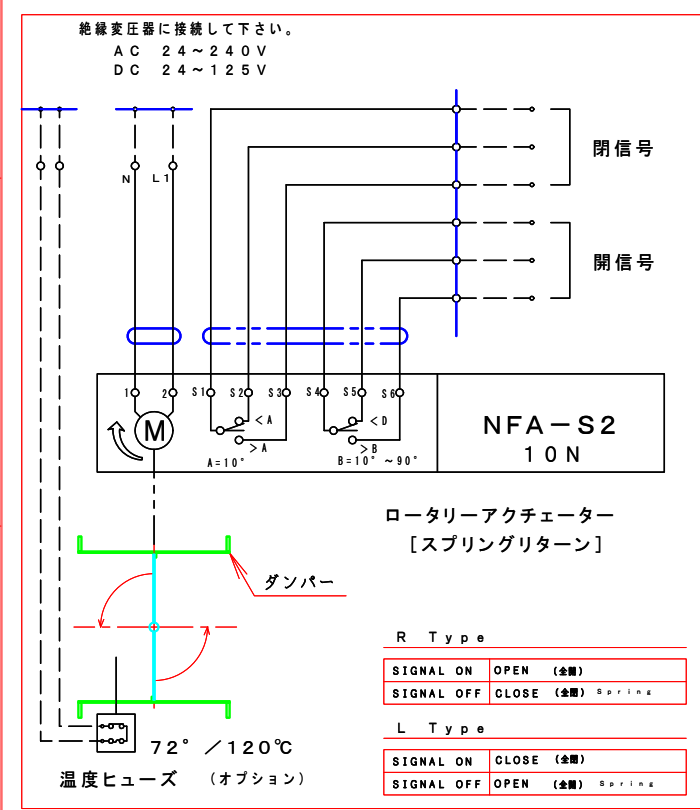 絶縁変圧器に接続して下さい。
AC 24～240V
DC 24～125V
閉信号
N L1
開信号
1 2 S1 S2 S3 S4 S5 S6
M
<A
>A
A=10°
<D
>B
B=10°～90°
NFA－S2
10N
ロータリーアクチェーター
[スプリングリターン]
ダンパー
R Type
SIGNAL ON OPEN (全開)
SIGNAL OFF CLOSE (全閉) Spring
L Type
SIGNAL ON CLOSE (全閉)
SIGNAL OFF OPEN (全開) Spring
72°／120℃
温度ヒューズ (オプション)